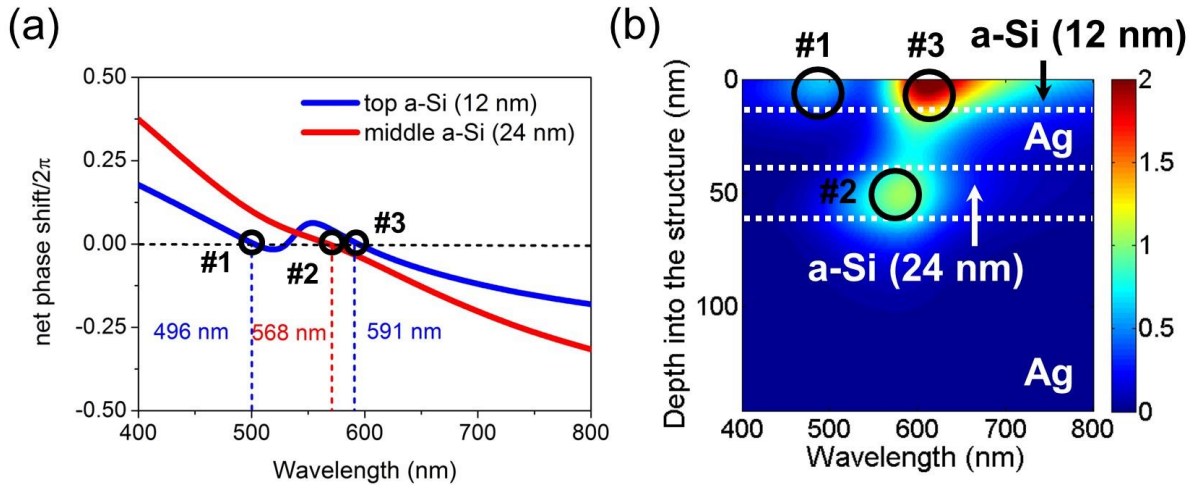 (a)
0.50
0.25
0.00
-0.25
-0.50
net phase shift/2π
top a-Si (12 nm)
middle a-Si (24 nm)
#1
#2
#3
496 nm
568 nm
591 nm
400
500
600
700
800
Wavelength (nm)
(b)
#1
#3
a-Si (12 nm)
0
50
100
Depth into the structure (nm)
Ag
#2
a-Si (24 nm)
Ag
400
500
600
700
800
Wavelength (nm)
2
1.5
1
0.5
0